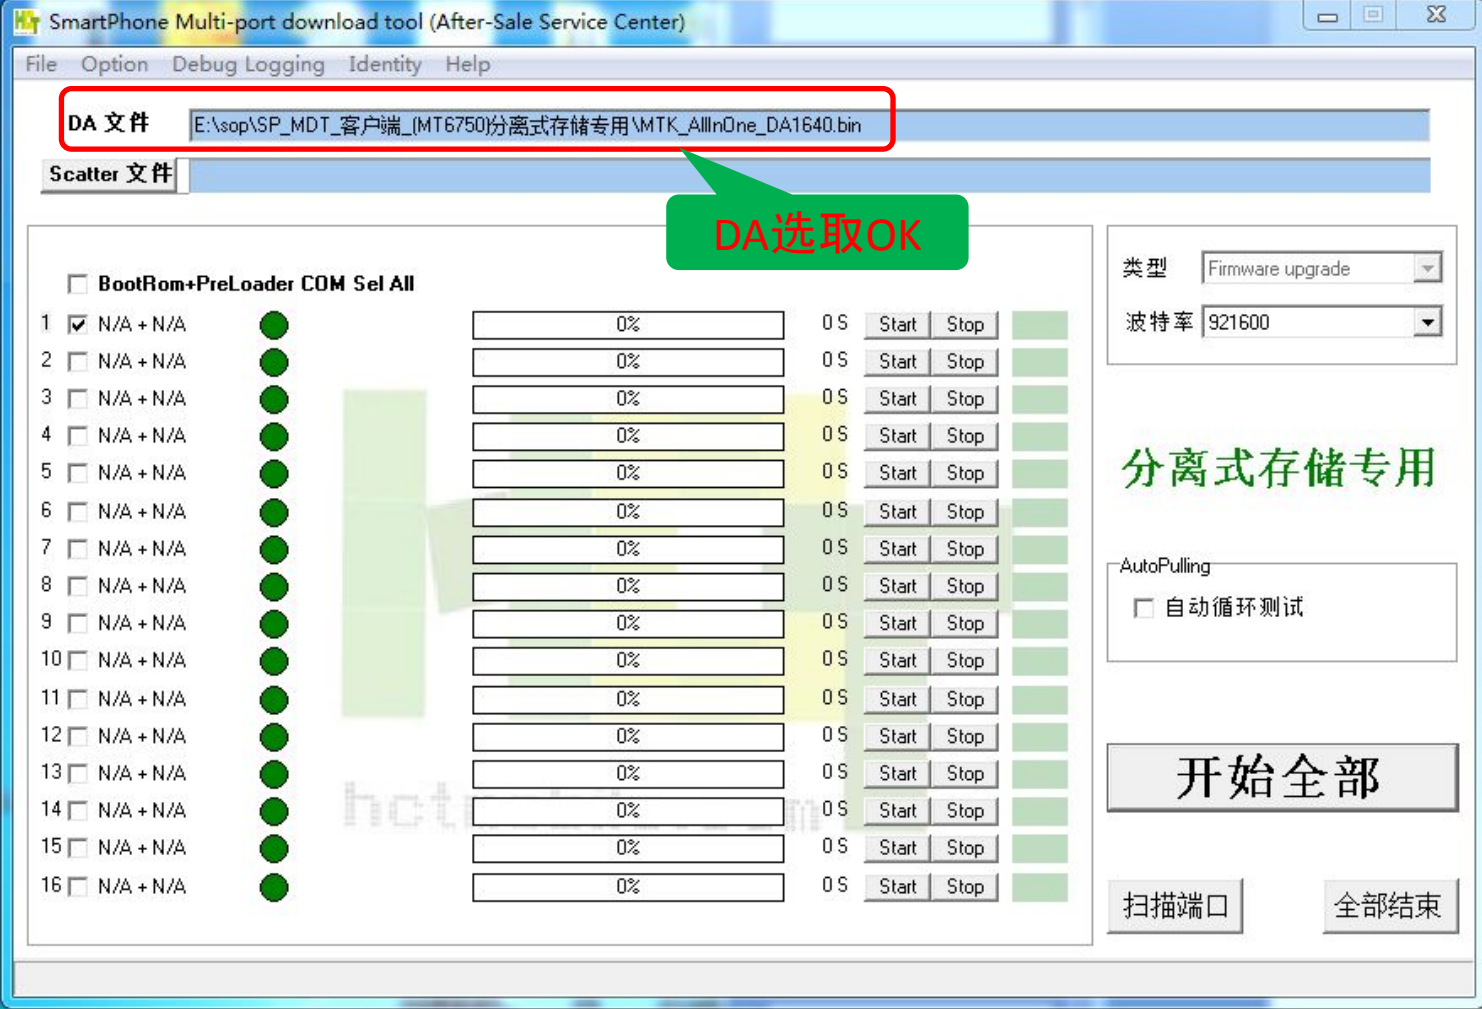 SmartPhone Multi-port download tool (After-Sale Service Center)
File Option Debug Logging Identity Help
DA 文件 E:\sop\SP_MDT_客户端_(MT6750)分离式存储专用\MTK_AllInOne_DA1640.bin
Scatter 文件
DA选取OK
BootRom+PreLoader COM Sel All
1 N/A + N/A 0% 0 S Start Stop
2 N/A + N/A 0% 0 S Start Stop
3 N/A + N/A 0% 0 S Start Stop
4 N/A + N/A 0% 0 S Start Stop
5 N/A + N/A 0% 0 S Start Stop
6 N/A + N/A 0% 0 S Start Stop
7 N/A + N/A 0% 0 S Start Stop
8 N/A + N/A 0% 0 S Start Stop
9 N/A + N/A 0% 0 S Start Stop
10 N/A + N/A 0% 0 S Start Stop
11 N/A + N/A 0% 0 S Start Stop
12 N/A + N/A 0% 0 S Start Stop
13 N/A + N/A 0% 0 S Start Stop
14 N/A + N/A 0% 0 S Start Stop
15 N/A + N/A 0% 0 S Start Stop
16 N/A + N/A 0% 0 S Start Stop
类型 Firmware upgrade
波特率 921600
分离式存储专用
AutoPulling
自动循环测试
开始全部
扫描端口 全部结束